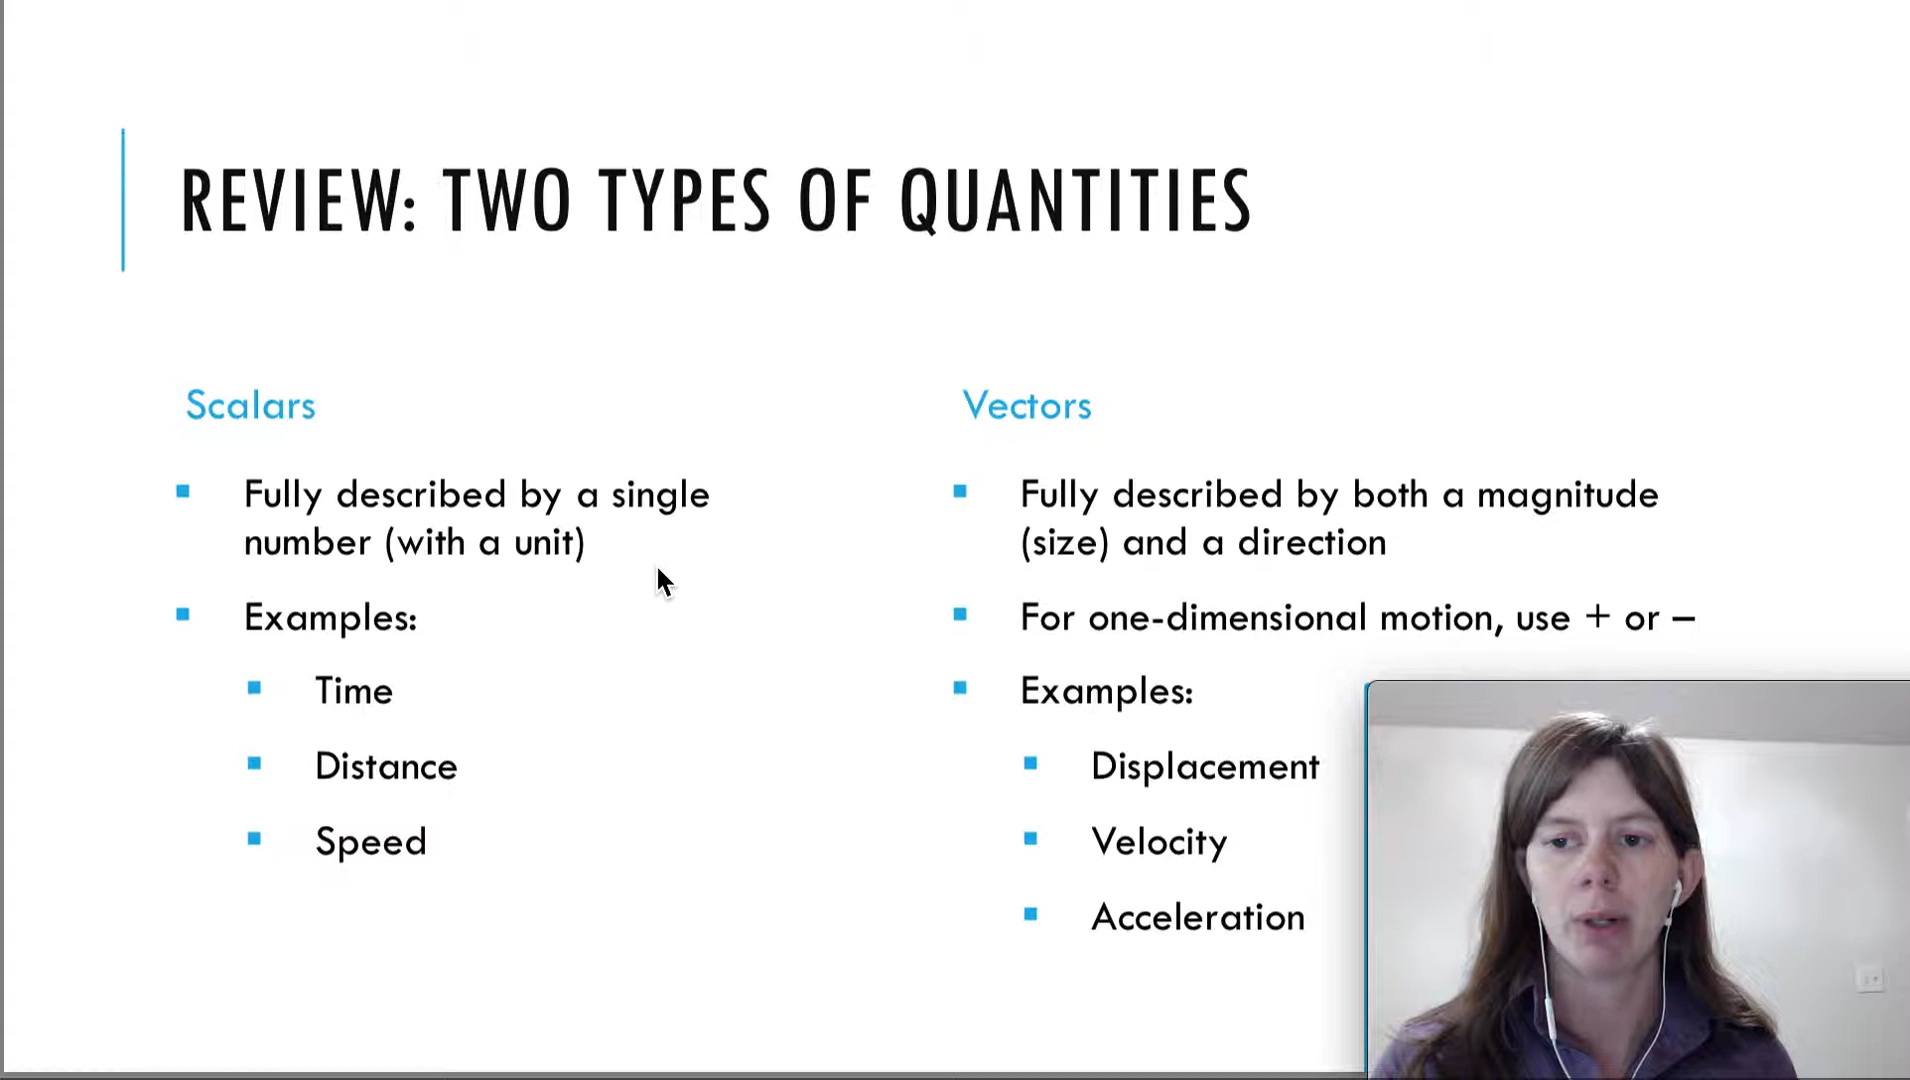 REVIEW: TWO TYPES OF QUANTITIES
Scalars
Fully described by a single
number (with a unit)
Examples:
Time
Distance
Speed
Vectors
Fully described by both a magnitude
(size) and a direction
For one-dimensional motion, use + or –
Examples:
Displacement
Velocity
Acceleration